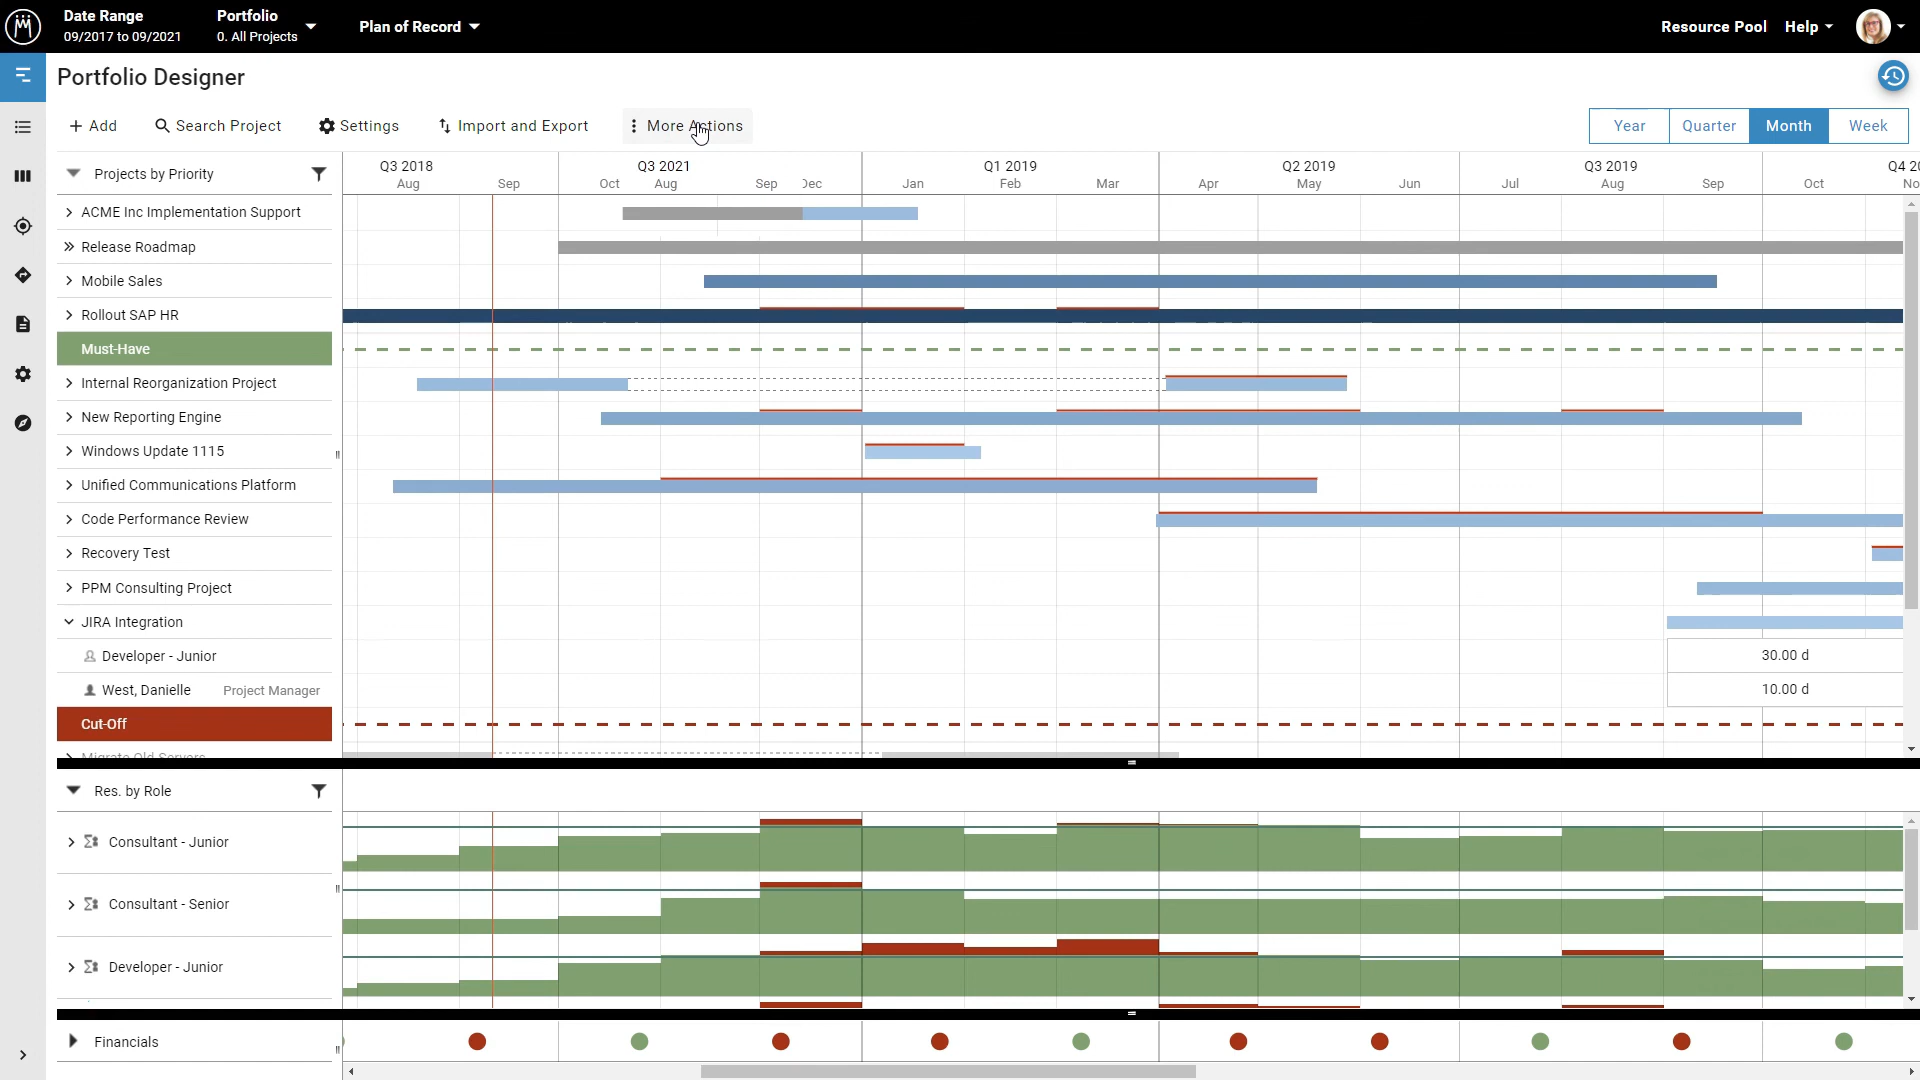 Date Range
09/2017 to 09/2021
Portfolio
0. All Projects
Plan of Record
Resource Pool
Help
Portfolio Designer
Add
Search Project
Settings
Import and Export
More Actions
Year
Quarter
Month
Week
Projects by Priority
Q3 2018
Q3 2021
Q1 2019
Q2 2019
Q3 2019
Aug
Sep
Oct
Aug
Sep
Jan
Feb
Mar
Apr
May
Jun
Jul
Aug
Sep
Oct
ACME Inc Implementation Support
Release Roadmap
Mobile Sales
Rollout SAP HR
Must-Have
Internal Reorganization Project
New Reporting Engine
Windows Update 1115
Unified Communications Platform
Code Performance Review
Recovery Test
PPM Consulting Project
JIRA Integration
Developer - Junior
30.00 d
West, Danielle Project Manager
10.00 d
Cut-Off
Migrate Old Servers
Res. by Role
Consultant - Junior
Consultant - Senior
Developer - Junior
Financials